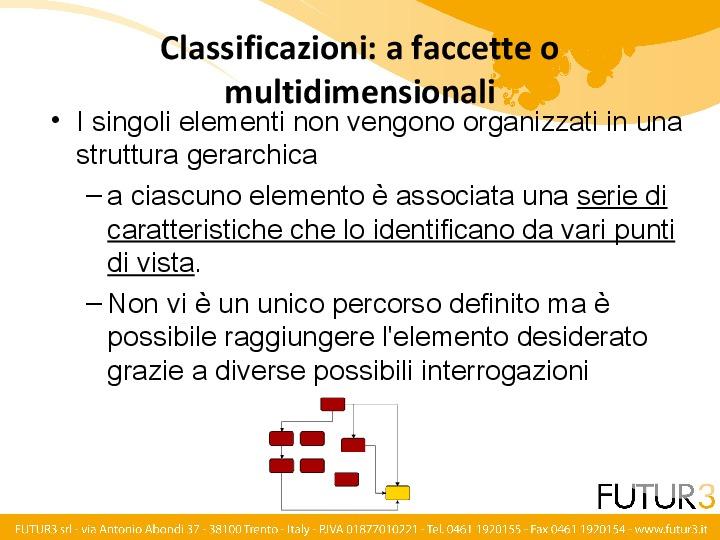 Classificazioni: a faccette o
multidimensionali
• I singoli elementi non vengono organizzati in una
struttura gerarchica
– a ciascuno elemento è associata una serie di
caratteristiche che lo identificano da vari punti
di vista.
– Non vi è un unico percorso definito ma è
possibile raggiungere l'elemento desiderato
grazie a diverse possibili interrogazioni
FUTUR3
FUTUR3 srl - via Antonio Abondi 37 - 38100 Trento - Italy - P.IVA 01877010221 - Tel. 0461 1920155 - Fax 0461 1920154 - www.futur3.it